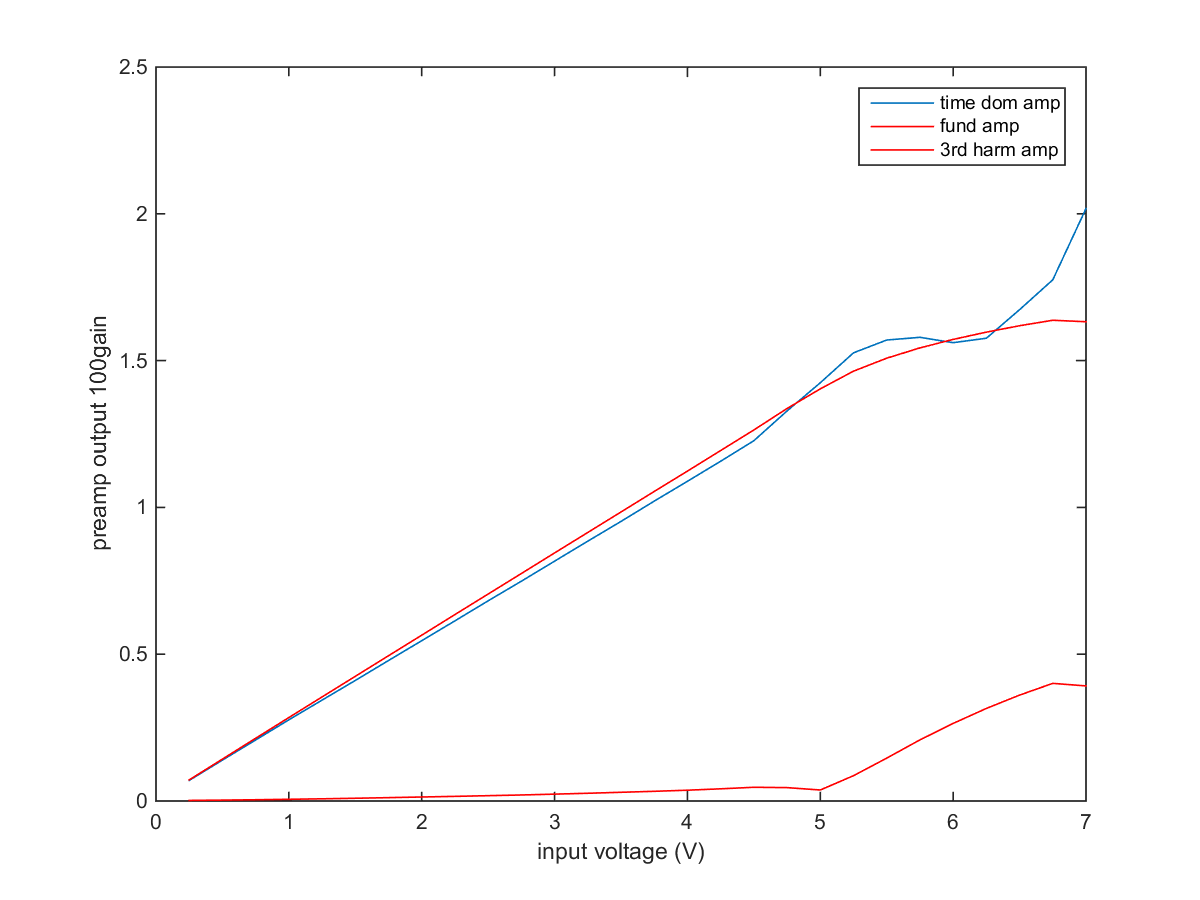 2.5
2
1.5
1
0.5
0
0 1 2 3 4 5 6 7
preamp output 100gain
input voltage (V)
time dom amp
fund amp
3rd harm amp